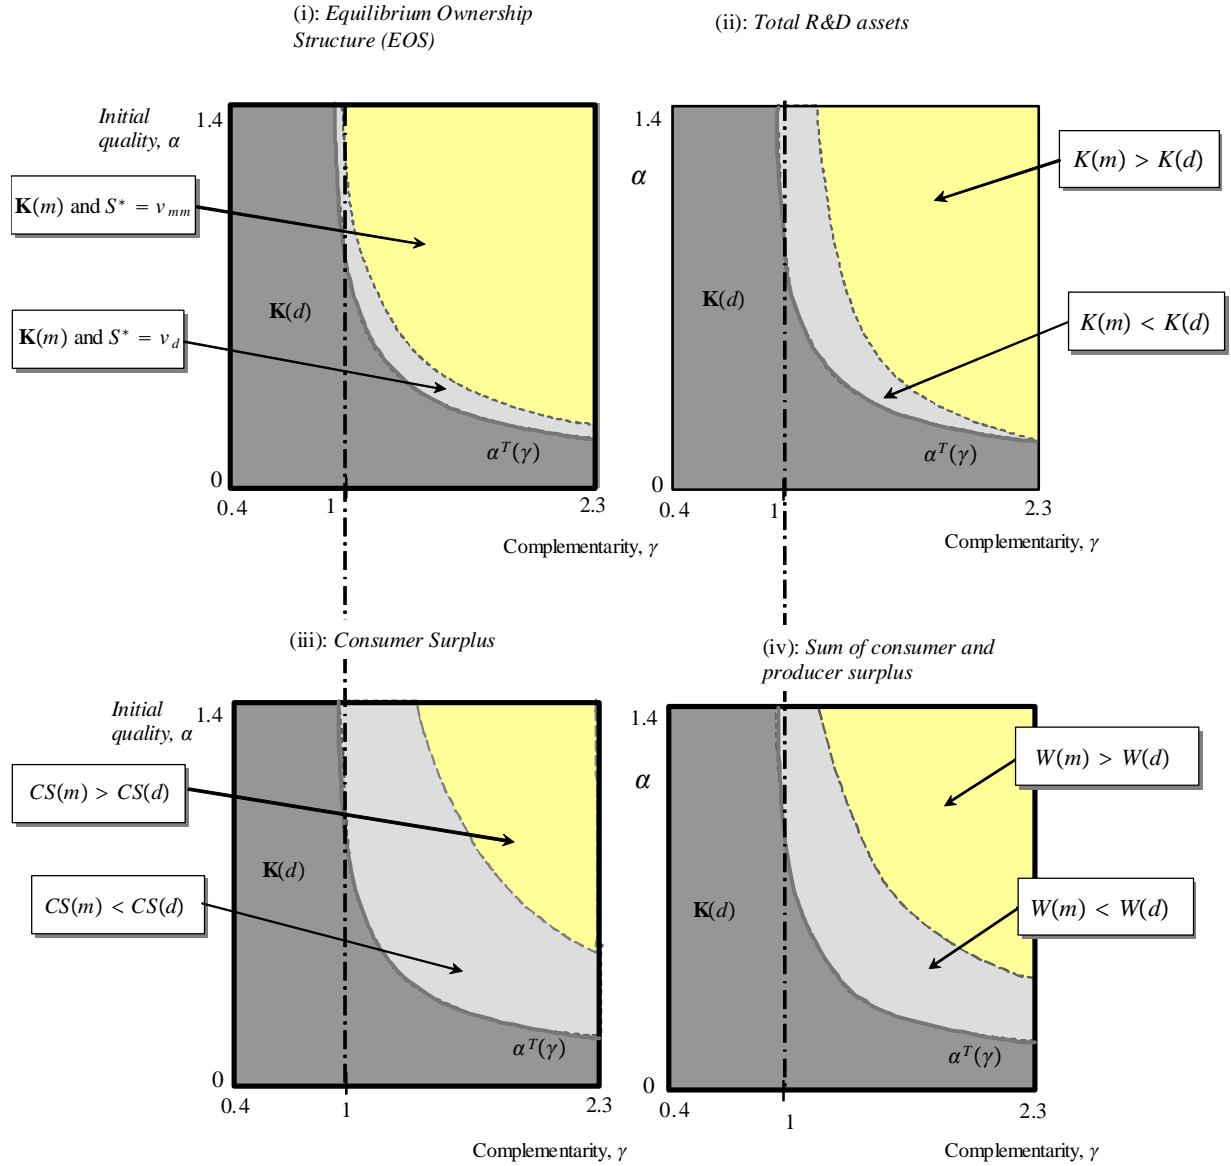 (i): Equilibrium Ownership
Structure (EOS)
(ii): Total R&D assets
Initial
quality, α
1.4
K(m) and S* = v_mm
K(d)
K(m) and S* = v_d
α^T(γ)
0
0.4
1
2.3
Complementarity, γ
1.4
α
K(m) > K(d)
K(d)
K(m) < K(d)
α^T(γ)
0
0.4
1
2.3
Complementarity, γ
(iii): Consumer Surplus
(iv): Sum of consumer and
producer surplus
Initial
quality, α
1.4
CS(m) > CS(d)
K(d)
CS(m) < CS(d)
α^T(γ)
0
0.4
1
2.3
Complementarity, γ
1.4
α
W(m) > W(d)
K(d)
W(m) < W(d)
α^T(γ)
0
0.4
1
2.3
Complementarity, γ